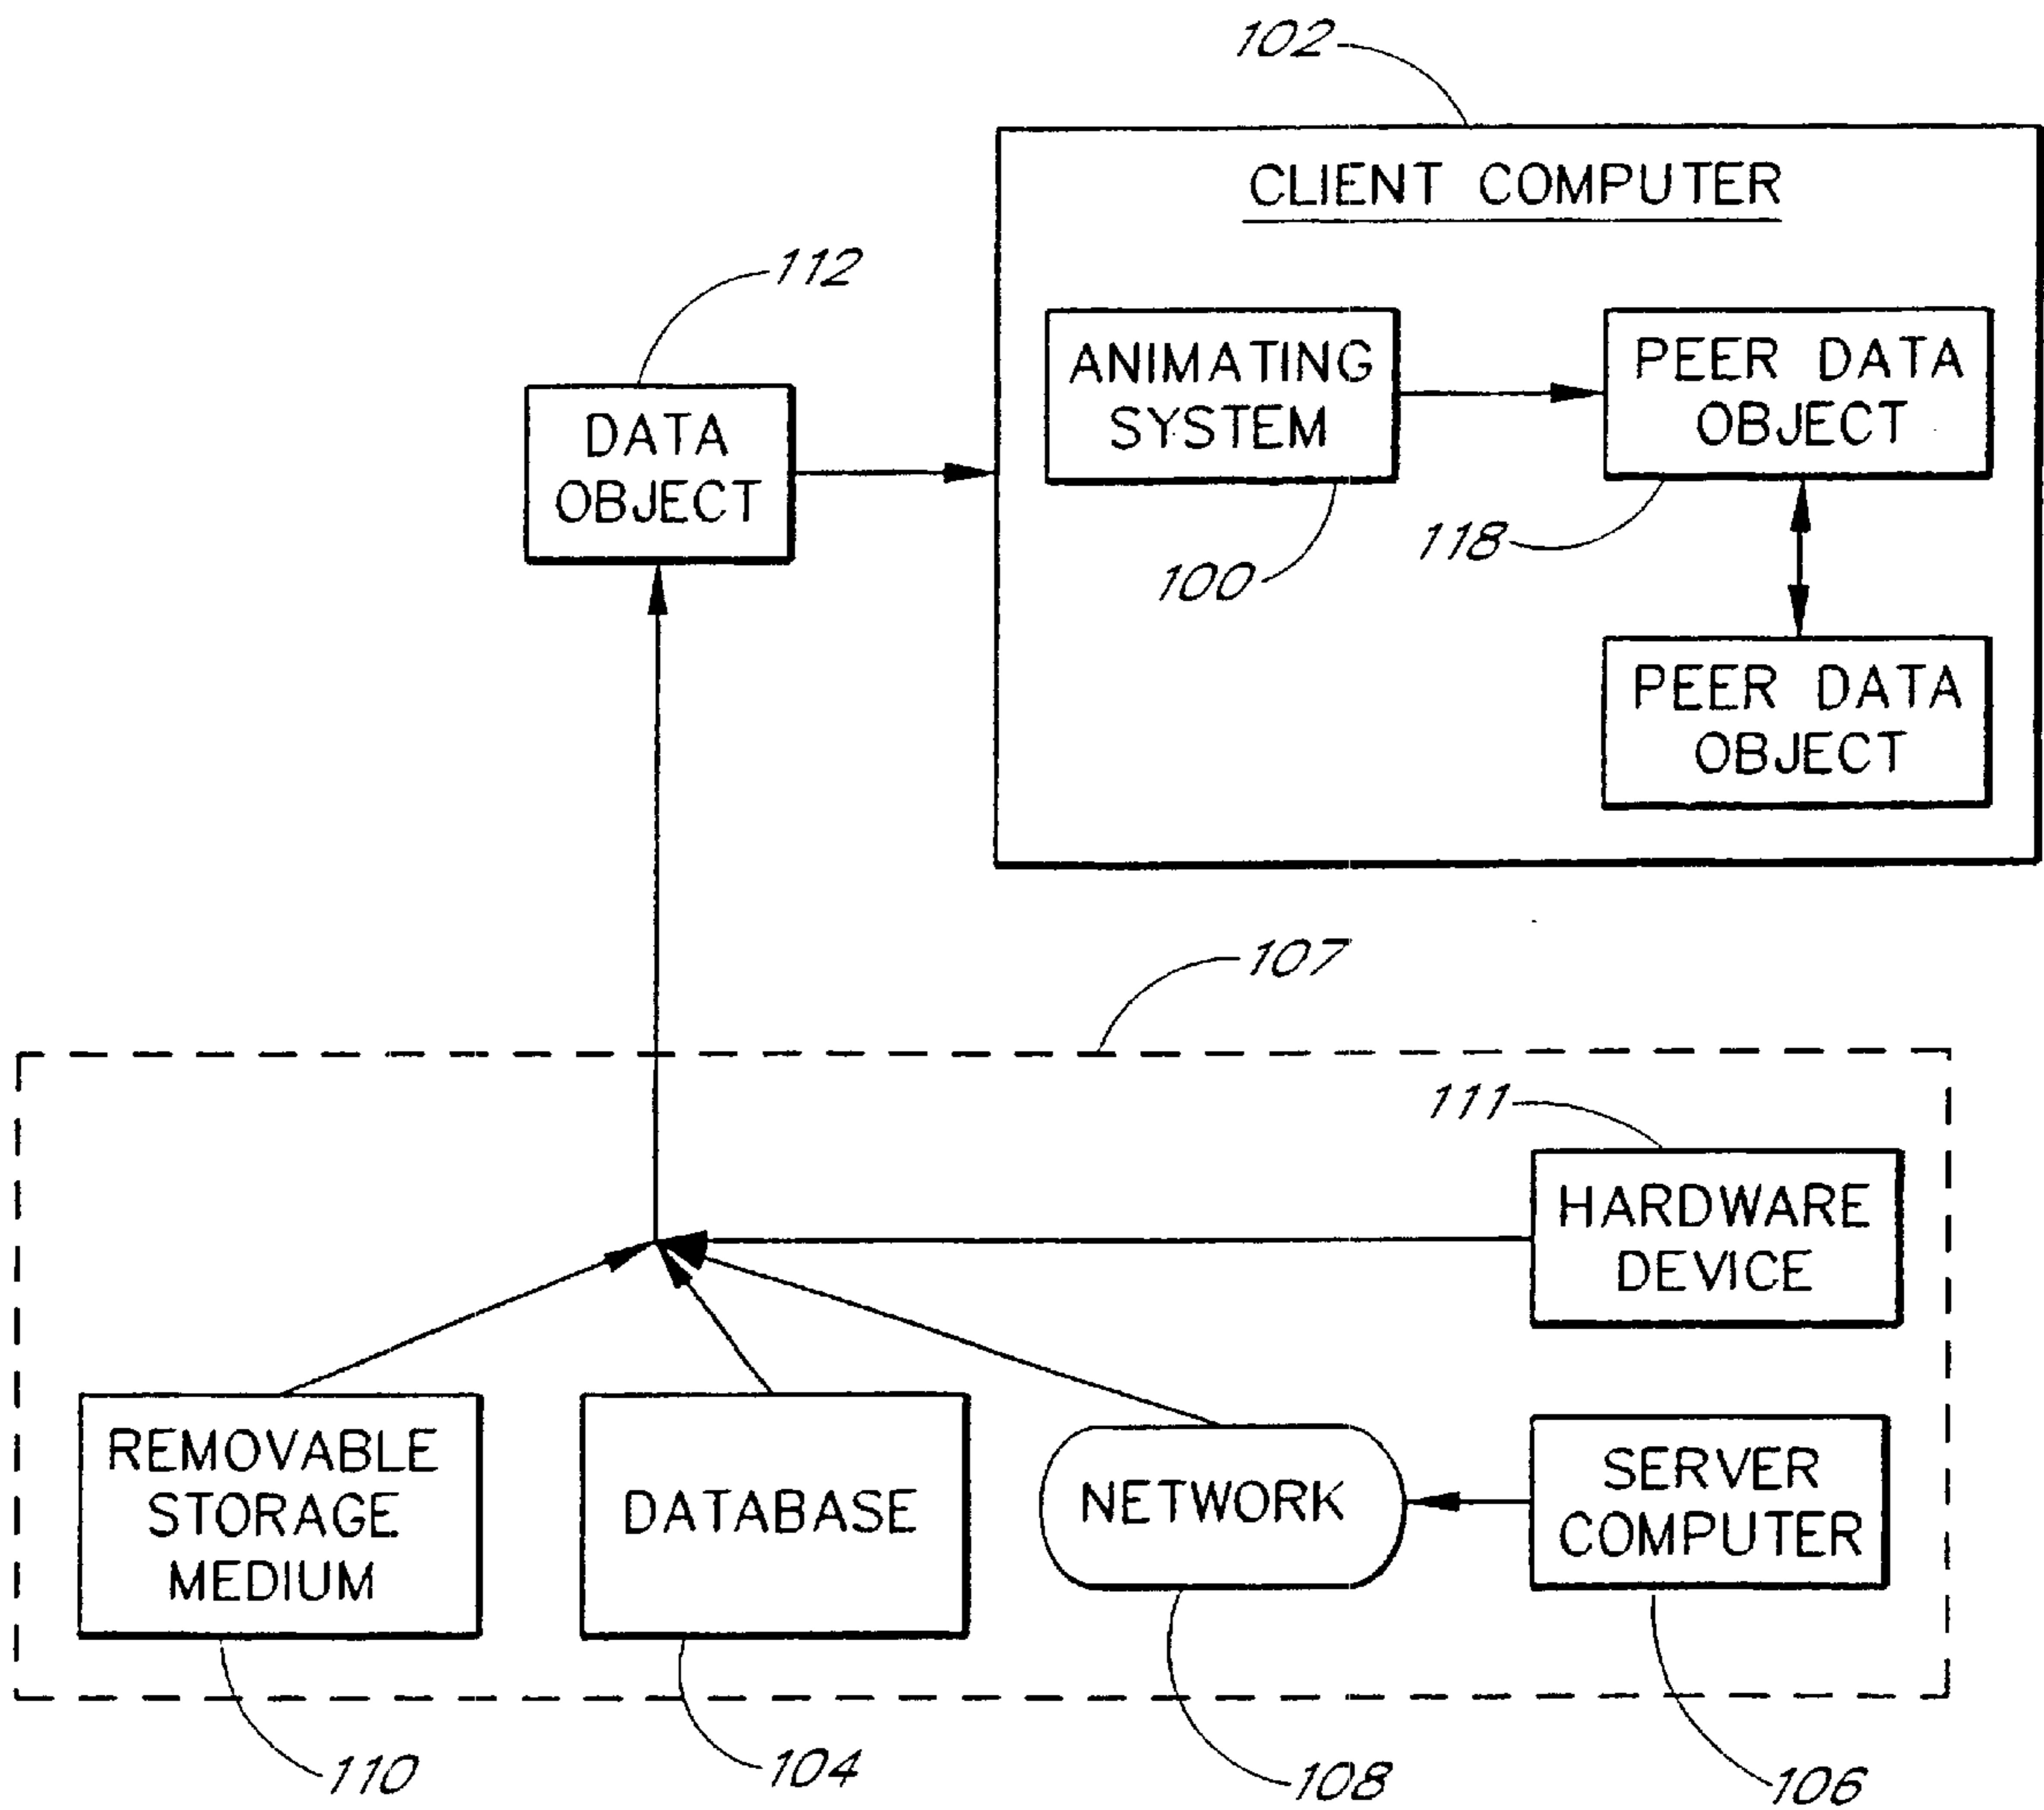 102
CLIENT COMPUTER
112
ANIMATING
SYSTEM
PEER DATA
OBJECT
DATA
OBJECT
118
100
PEER DATA
OBJECT
107
111
HARDWARE
DEVICE
REMOVABLE
STORAGE
MEDIUM
DATABASE
NETWORK
SERVER
COMPUTER
110
104
108
106